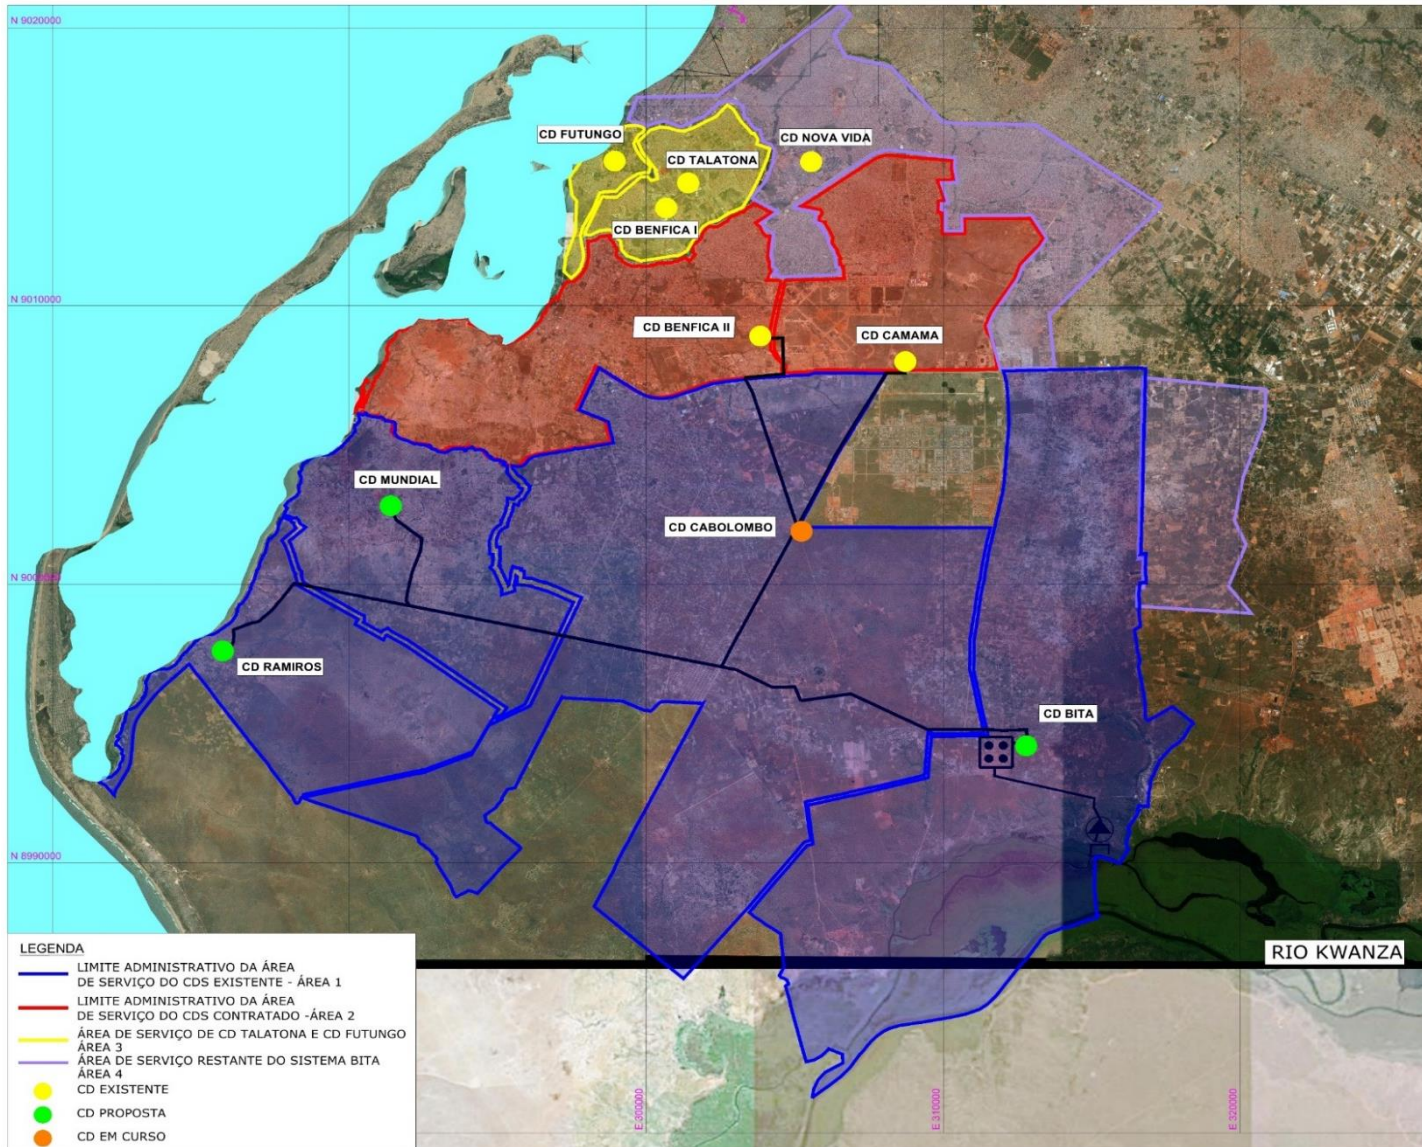 N 9020000
CD FUTUNGO
CD NOVA VIDA
CD TALATONA
CD BENFICA I
N 9010000
CD BENFICA II
CD CAMAMA
CD MUNDIAL
CD CABOLOMBO
N 9000000
CD RAMIROS
CD BITA
N 8990000
RIO KWANZA
LEGENDA
LIMITE ADMINISTRATIVO DA ÁREA
DE SERVIÇO DO CDS EXISTENTE - ÁREA 1
LIMITE ADMINISTRATIVO DA ÁREA
DE SERVIÇO DO CDS CONTRATADO -ÁREA 2
ÁREA DE SERVIÇO DE CD TALATONA E CD FUTUNGO
ÁREA 3
ÁREA DE SERVIÇO RESTANTE DO SISTEMA BITA
ÁREA 4
CD EXISTENTE
CD PROPOSTA
CD EM CURSO
E 300000
E 310000
E 320000